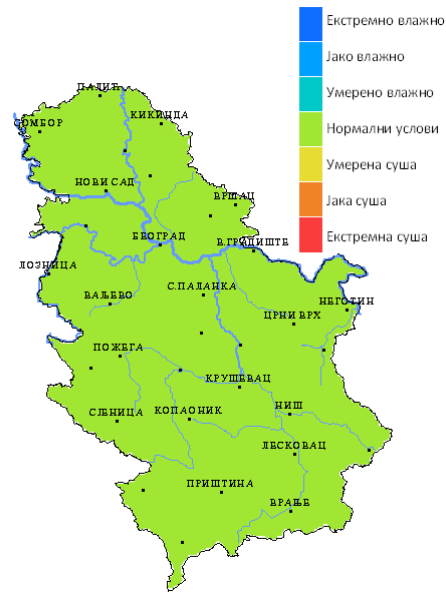 Екстремно влажно
Јако влажно
Умерено влажно
Нормални услови
Умерена суша
Јака суша
Екстремна суша
ПАЛИЋ
СОМБОР
КИКИНДА
НОВИ САД
ВРШАЦ
БЕОГРАД
В.ГРАДИШТЕ
ЛОЗНИЦА
ВАЉЕВО
С.ПАЛАНКА
НЕГОТИН
ЦРНИ ВРХ
ПОЖЕГА
КРУШЕВАЦ
СЈЕНИЦА
КОПАОНИК
НИШ
ЛЕСКОВАЦ
ПРИШТИНА
ВРАЊЕ